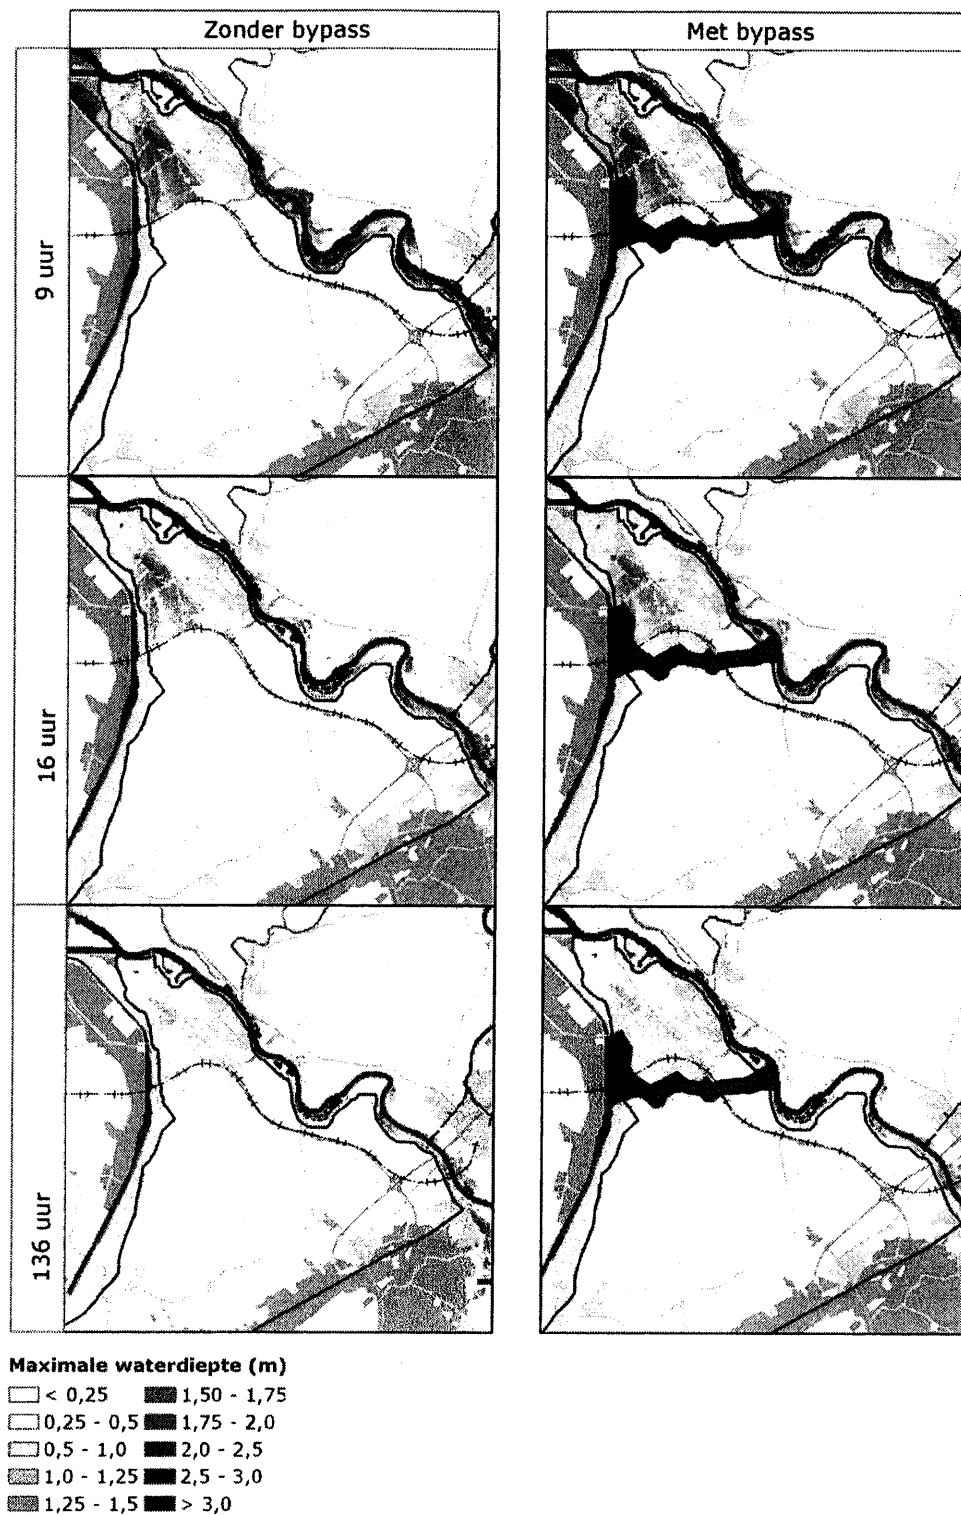 Zonder bypass
Met bypass
9 uur
16 uur
136 uur
Maximale waterdiepte (m)
< 0,25
1,50 - 1,75
0,25 - 0,5
1,75 - 2,0
0,5 - 1,0
2,0 - 2,5
1,0 - 1,25
2,5 - 3,0
1,25 - 1,5
> 3,0